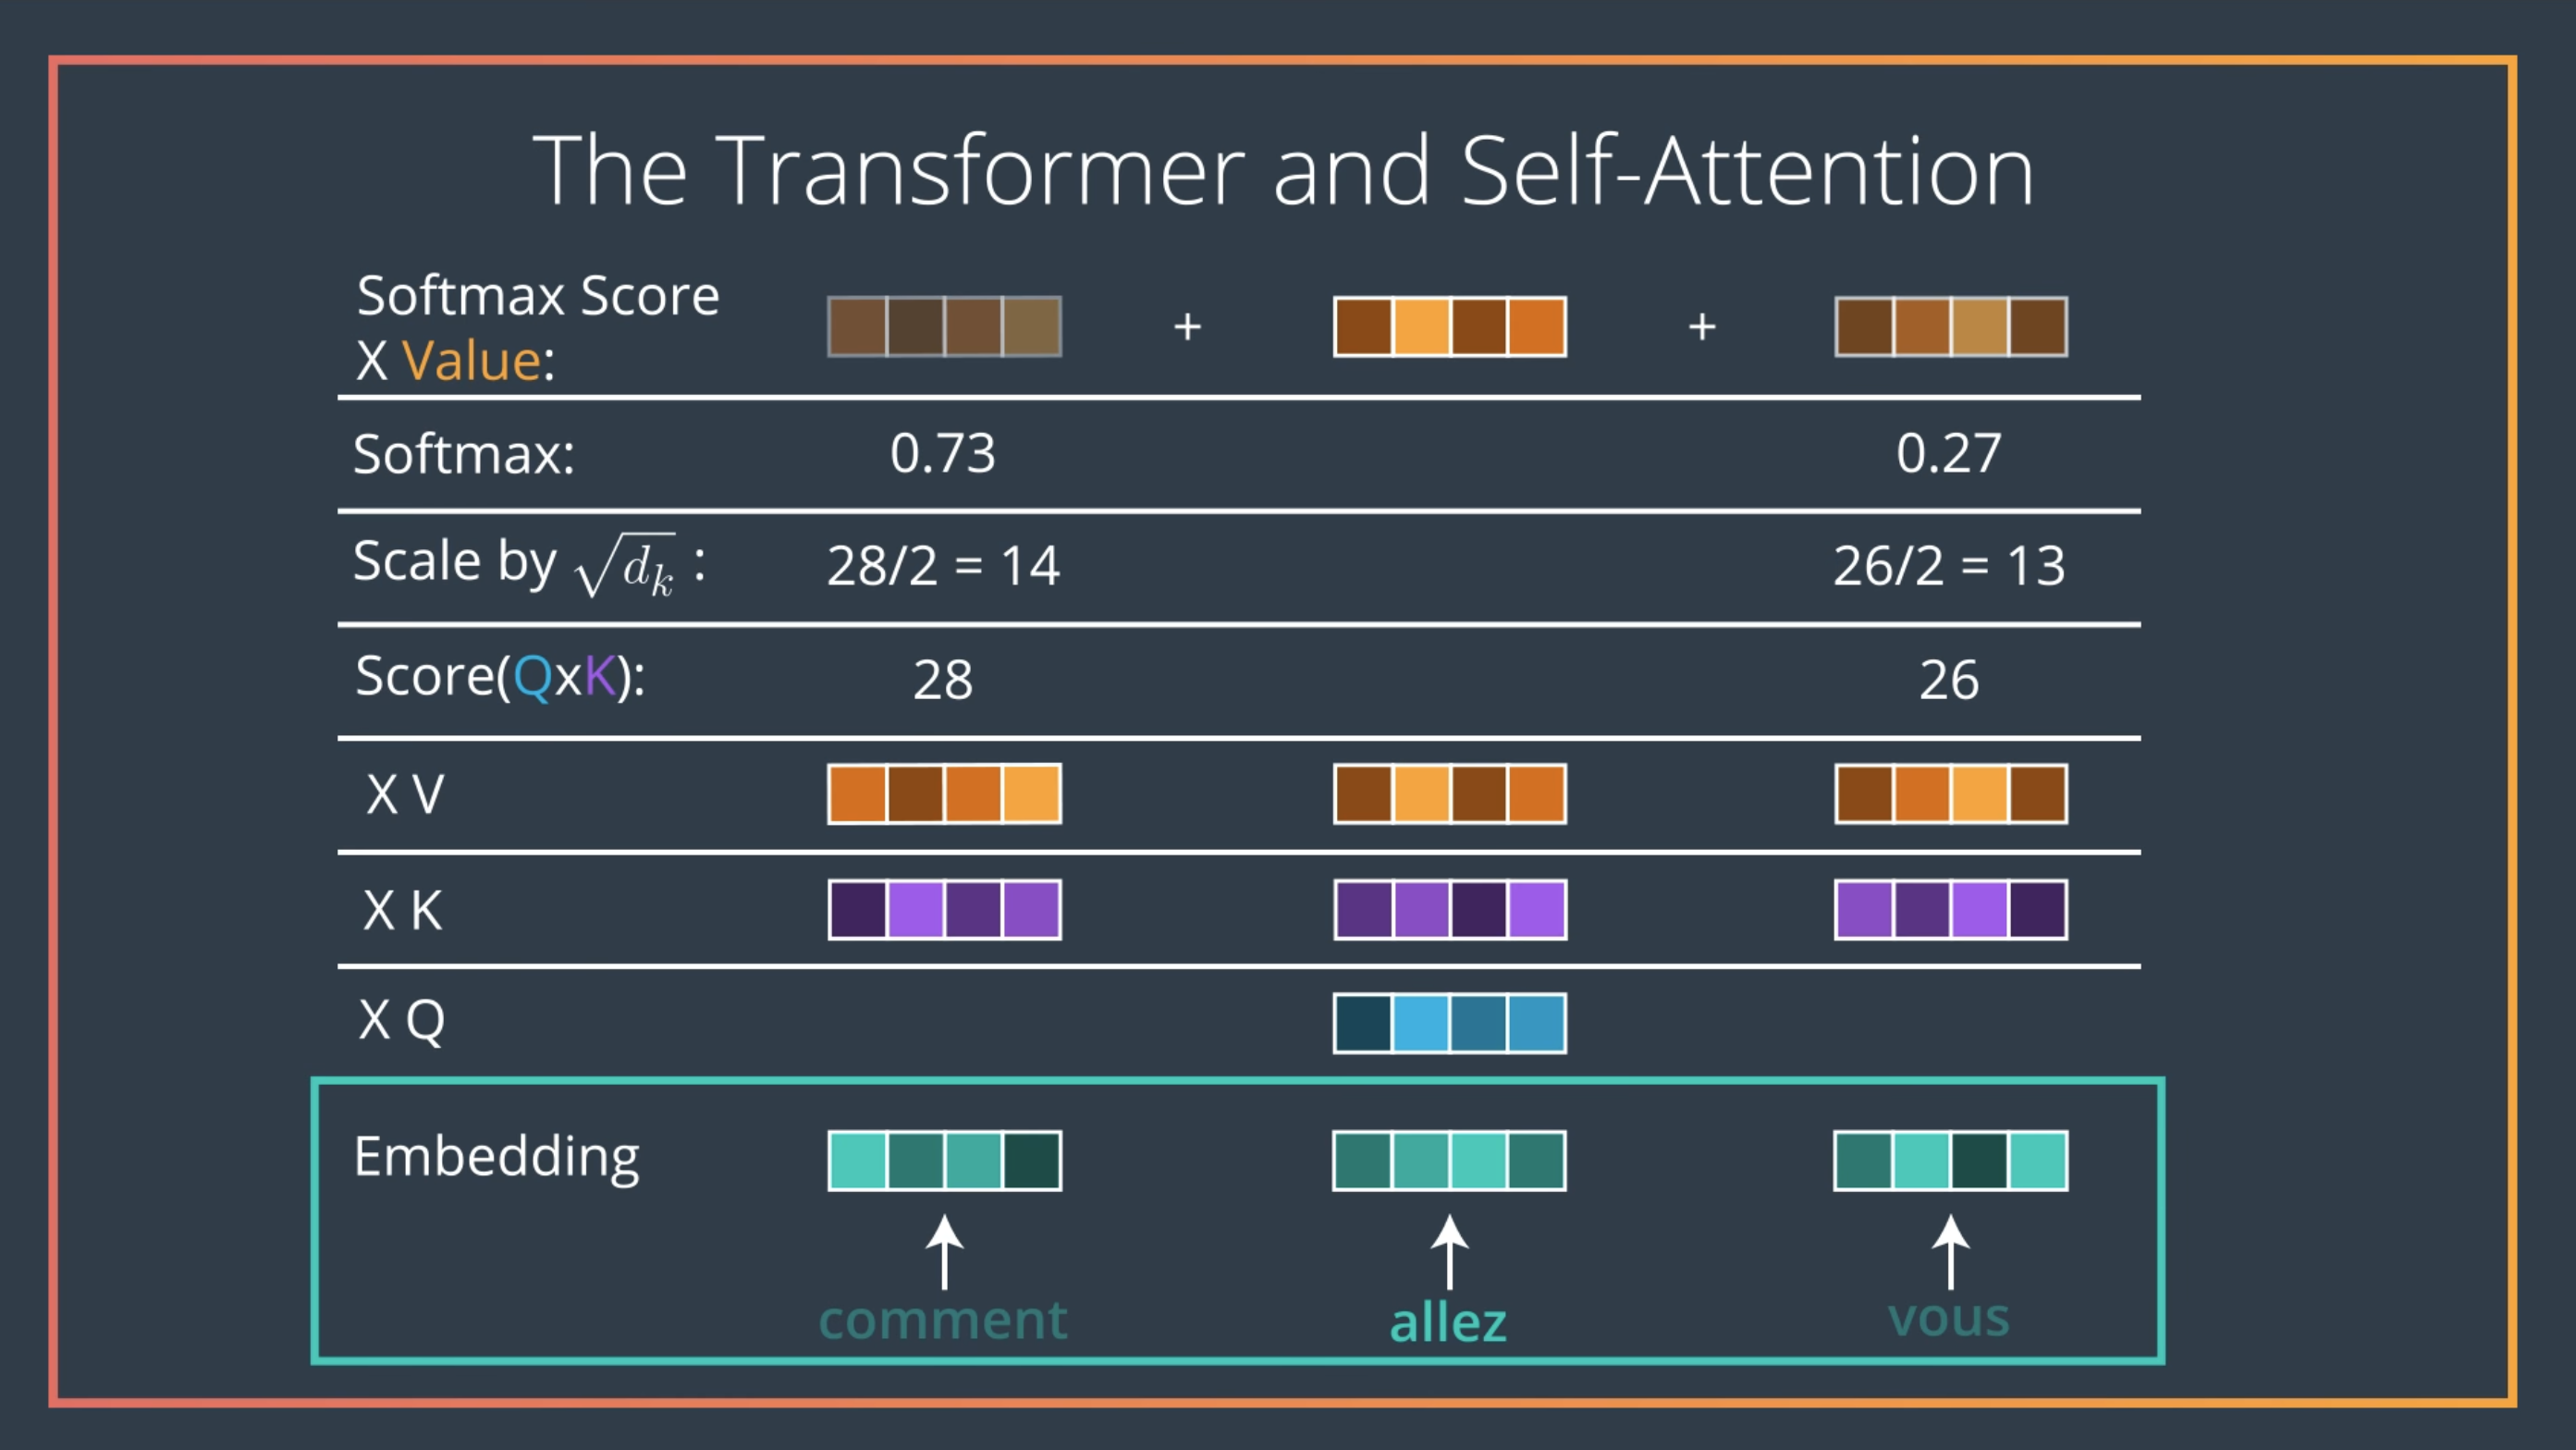 The Transformer and Self-Attention
Softmax Score
X Value:
+ +
Softmax: 0.73 0.27
Scale by √d_k : 28/2 = 14 26/2 = 13
Score(QxK): 28 26
X V
X K
X Q
Embedding
comment allez vous